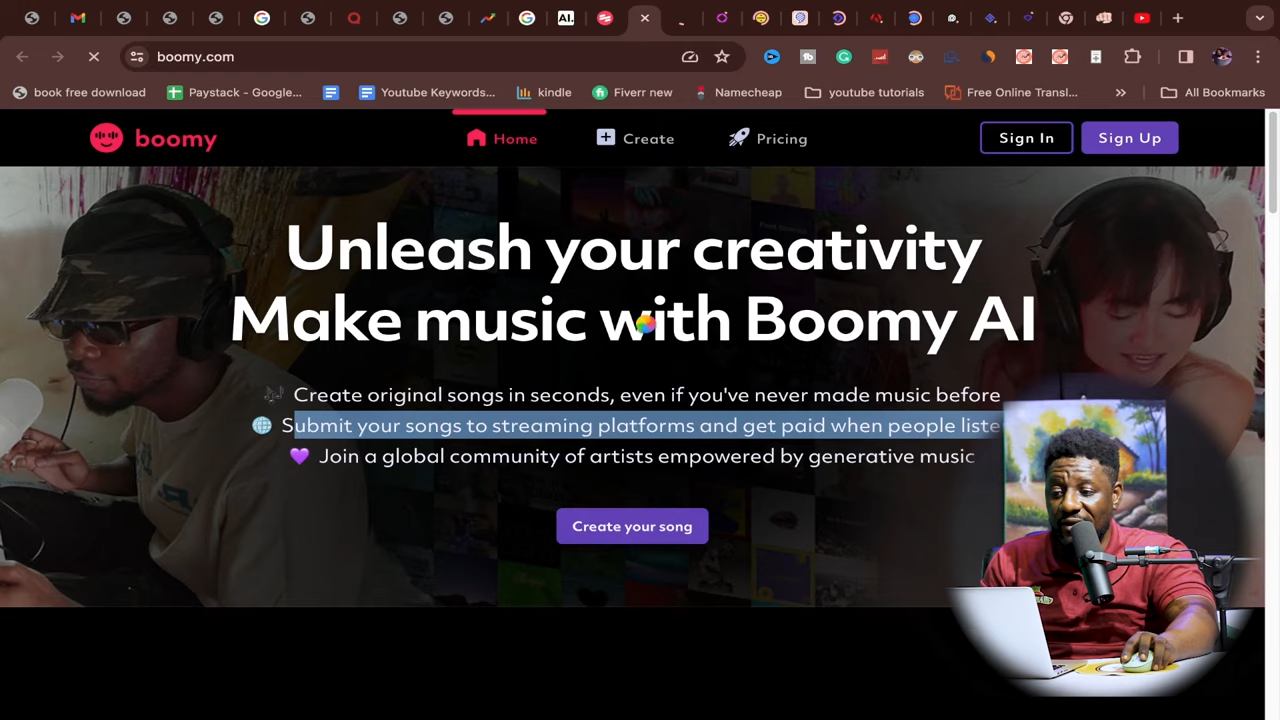 AI.
boomy.com
book free download
Paystack - Google...
Youtube Keywords...
kindle
Fiverr new
Namecheap
youtube tutorials
Free Online Transl...
»
All Bookmarks
boomy
Home
Create
Pricing
Sign In
Sign Up
Unleash your creativity
Make music with Boomy AI
Create original songs in seconds, even if you've never made music before
Submit your songs to streaming platforms and get paid when people liste
Join a global community of artists empowered by generative music
Create your song